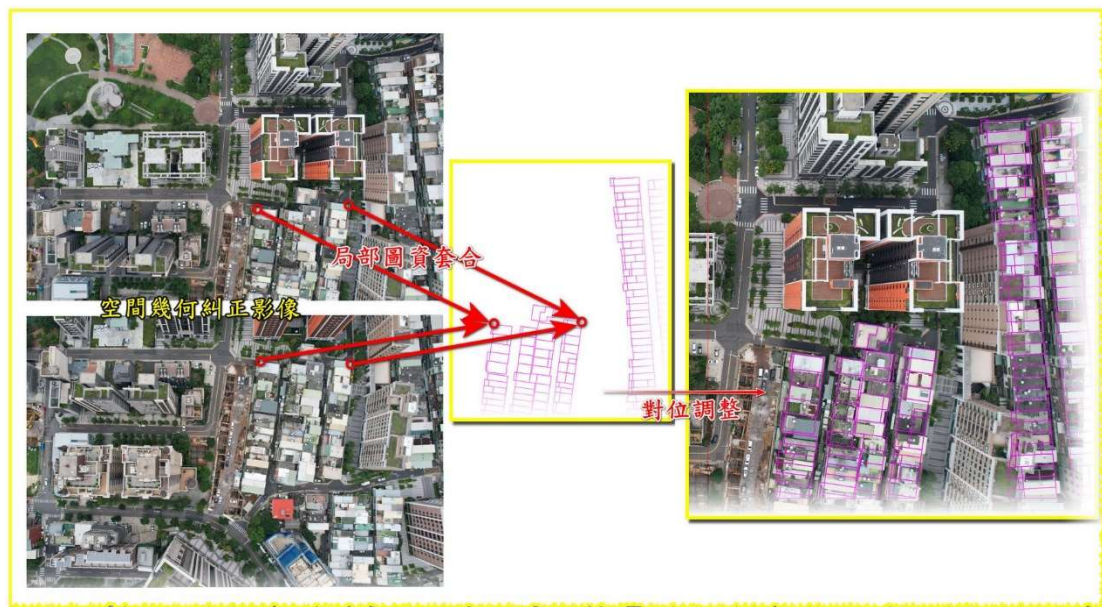 局部圖資套合
空間幾何糾正影像
對位調整